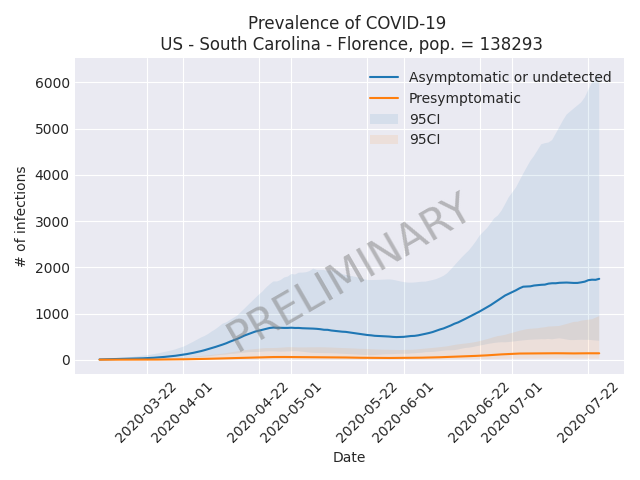 Prevalence of COVID-19
US - South Carolina - Florence, pop. = 138293
Asymptomatic or undetected
Presymptomatic
95CI
95CI
PRELIMINARY
# of infections
6000
5000
4000
3000
2000
1000
0
2020-03-22
2020-04-01
2020-04-22
2020-05-01
2020-05-22
2020-06-01
2020-06-22
2020-07-01
2020-07-22
Date